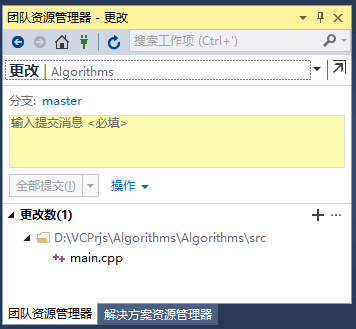 团队资源管理器 - 更改
搜索工作项 (Ctrl+')
更改 | Algorithms
分支: master
输入提交消息 <必填>
全部提交(I) 操作
更改数(1)
D:\VCPrjs\Algorithms\Algorithms\src
main.cpp
团队资源管理器 解决方案资源管理器